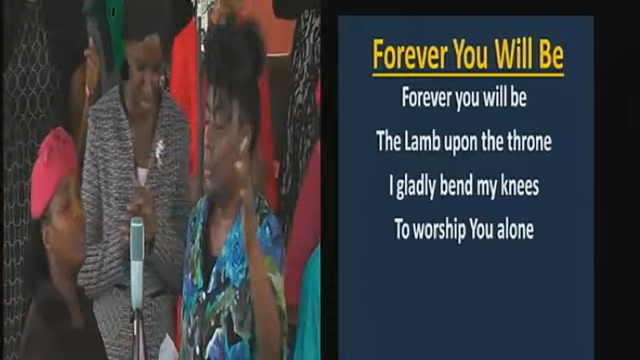 Forever You Will Be
Forever you will be
The Lamb upon the throne
I gladly bend my knees
To worship You alone